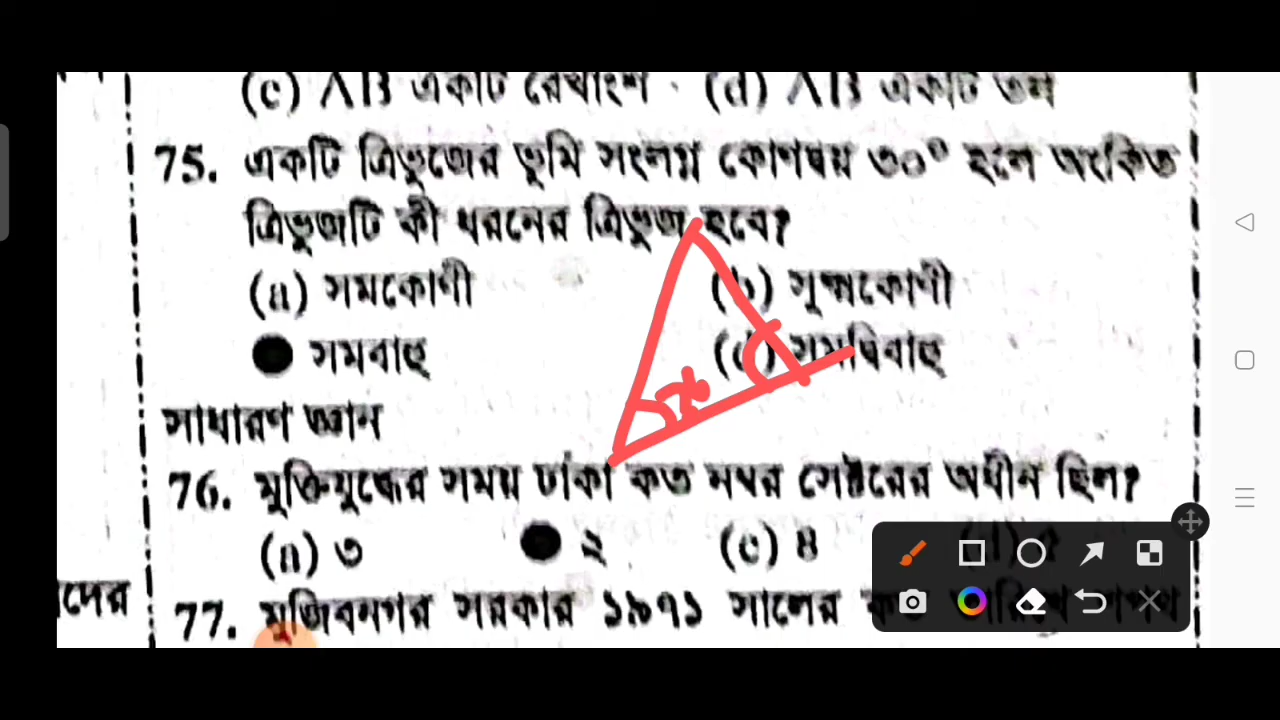 (c) AB একটি রেখাংশ (d) AB একটি তল
75. একটি ত্রিভুজের ভূমি সংলগ্ন কোণদ্বয় ৩০° হলে অংকিত
ত্রিভুজটি কী ধরনের ত্রিভুজ হবে?
(a) সমকোণী (b) সূক্ষ্মকোণী
সমবাহু (d) সমদ্বিবাহু
সাধারণ জ্ঞান
76. মুক্তিযুদ্ধের সময় ঢাকা কত নম্বর সেক্টরের অধীন ছিল?
(a) ৩ ২ (c) ৪
দের
77. মুজিবনগর সরকার ১৯৭১ সালের